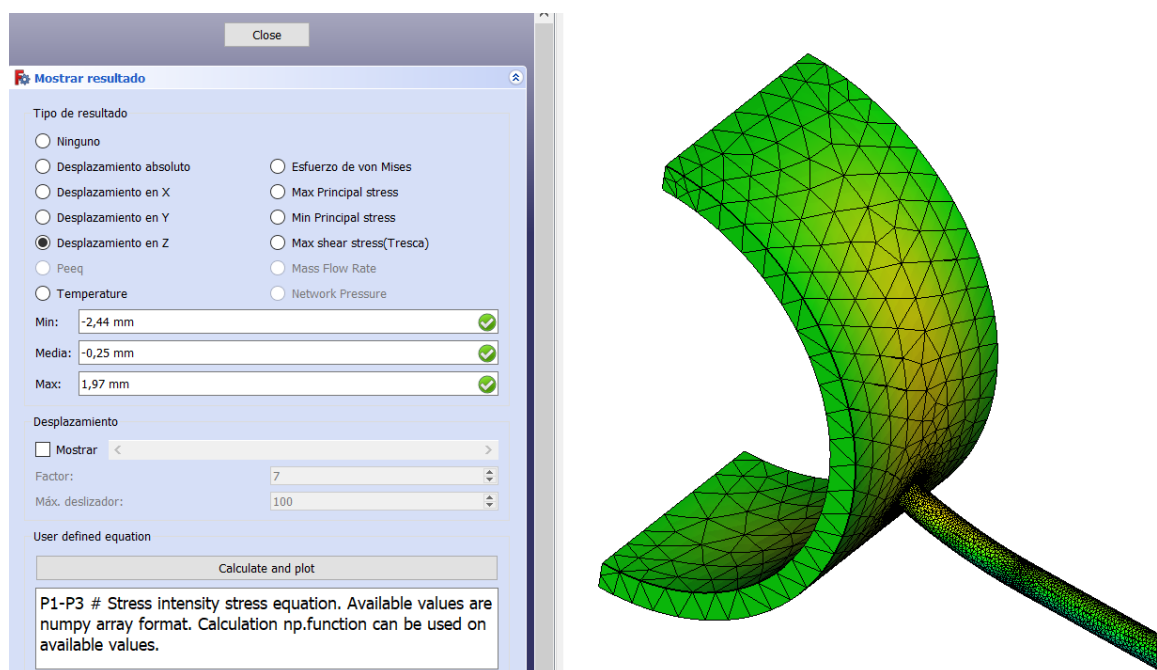 Close
Mostrar resultado
Tipo de resultado
Ninguno
Desplazamiento absoluto
Esfuerzo de von Mises
Desplazamiento en X
Max Principal stress
Desplazamiento en Y
Min Principal stress
Desplazamiento en Z
Max shear stress(Tresca)
Peeq
Mass Flow Rate
Temperature
Network Pressure
Min: -2,44 mm
Media: -0,25 mm
Max: 1,97 mm
Desplazamiento
Mostrar
Factor: 7
Máx. deslizador: 100
User defined equation
Calculate and plot
P1-P3 # Stress intensity stress equation. Available values are
numpy array format. Calculation np.function can be used on
available values.